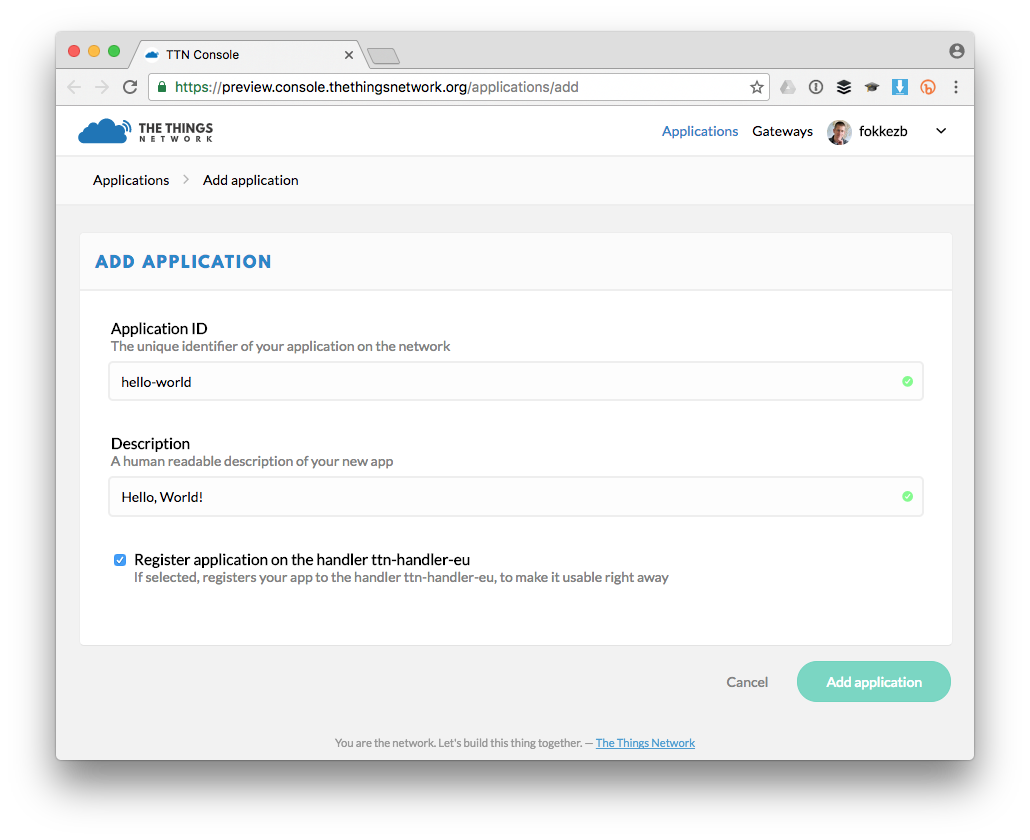 TTN Console
https://preview.console.thethingsnetwork.org/applications/add
THE THINGS
NETWORK
Applications Gateways fokkezb
Applications Add application
ADD APPLICATION
Application ID
The unique identifier of your application on the network
hello-world
Description
A human readable description of your new app
Hello, World!
Register application on the handler ttn-handler-eu
If selected, registers your app to the handler ttn-handler-eu, to make it usable right away
Cancel Add application
You are the network. Let's build this thing together. — The Things Network